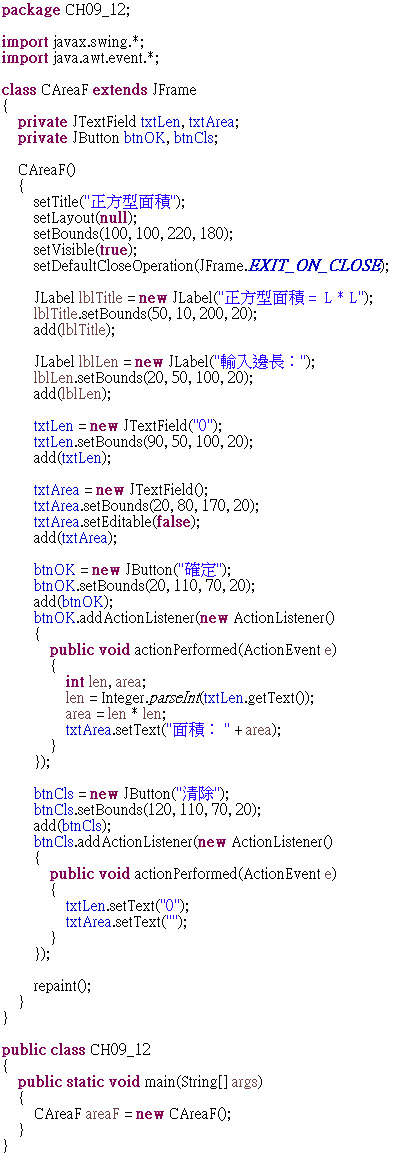 package CH09_12;

import javax.swing.*;
import java.awt.event.*;

class CAreaF extends JFrame
{
    private JTextField txtLen, txtArea;
    private JButton btnOK, btnCls;

    CAreaF()
    {
        setTitle("正方型面積");
        setLayout(null);
        setBounds(100, 100, 220, 180);
        setVisible(true);
        setDefaultCloseOperation(JFrame.EXIT_ON_CLOSE);

        JLabel lblTitle = new JLabel("正方型面積 = L * L");
        lblTitle.setBounds(50, 10, 200, 20);
        add(lblTitle);

        JLabel lblLen = new JLabel("輸入邊長：");
        lblLen.setBounds(20, 50, 100, 20);
        add(lblLen);

        txtLen = new JTextField("0");
        txtLen.setBounds(90, 50, 100, 20);
        add(txtLen);

        txtArea = new JTextField();
        txtArea.setBounds(20, 80, 170, 20);
        txtArea.setEditable(false);
        add(txtArea);

        btnOK = new JButton("確定");
        btnOK.setBounds(20, 110, 70, 20);
        add(btnOK);
        btnOK.addActionListener(new ActionListener()
        {
            public void actionPerformed(ActionEvent e)
            {
                int len, area;
                len = Integer.parseInt(txtLen.getText());
                area = len * len;
                txtArea.setText("面積： " + area);
            }
        });

        btnCls = new JButton("清除");
        btnCls.setBounds(120, 110, 70, 20);
        add(btnCls);
        btnCls.addActionListener(new ActionListener()
        {
            public void actionPerformed(ActionEvent e)
            {
                txtLen.setText("0");
                txtArea.setText("");
            }
        });

        repaint();
    }
}

public class CH09_12
{
    public static void main(String[] args)
    {
        CAreaF areaF = new CAreaF();
    }
}